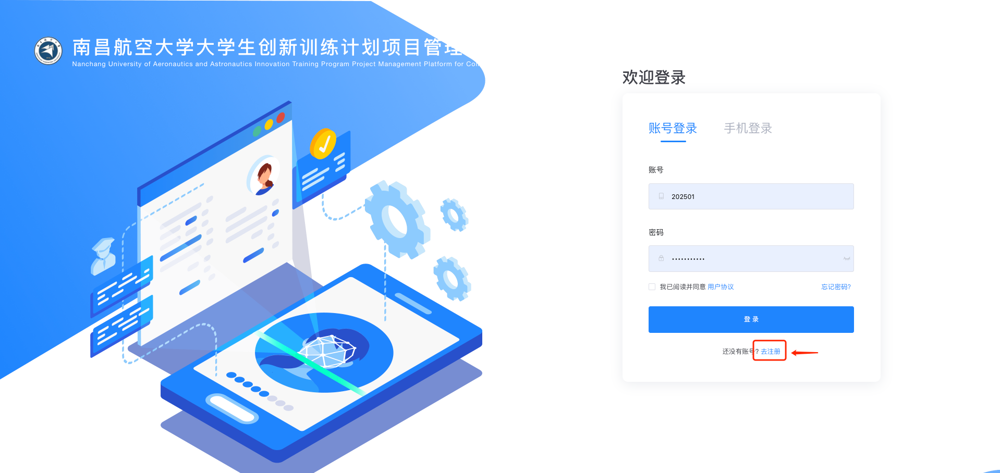 南昌航空大学大学生创新训练计划项目管理
Nanchang University of Aeronautics and Astronautics Innovation Training Program Project Management Platform for
欢迎登录
账号登录 手机登录
账号
202501
密码
•••••••••••
我已阅读并同意 用户协议 忘记密码?
登 录
还没有账号? 去注册